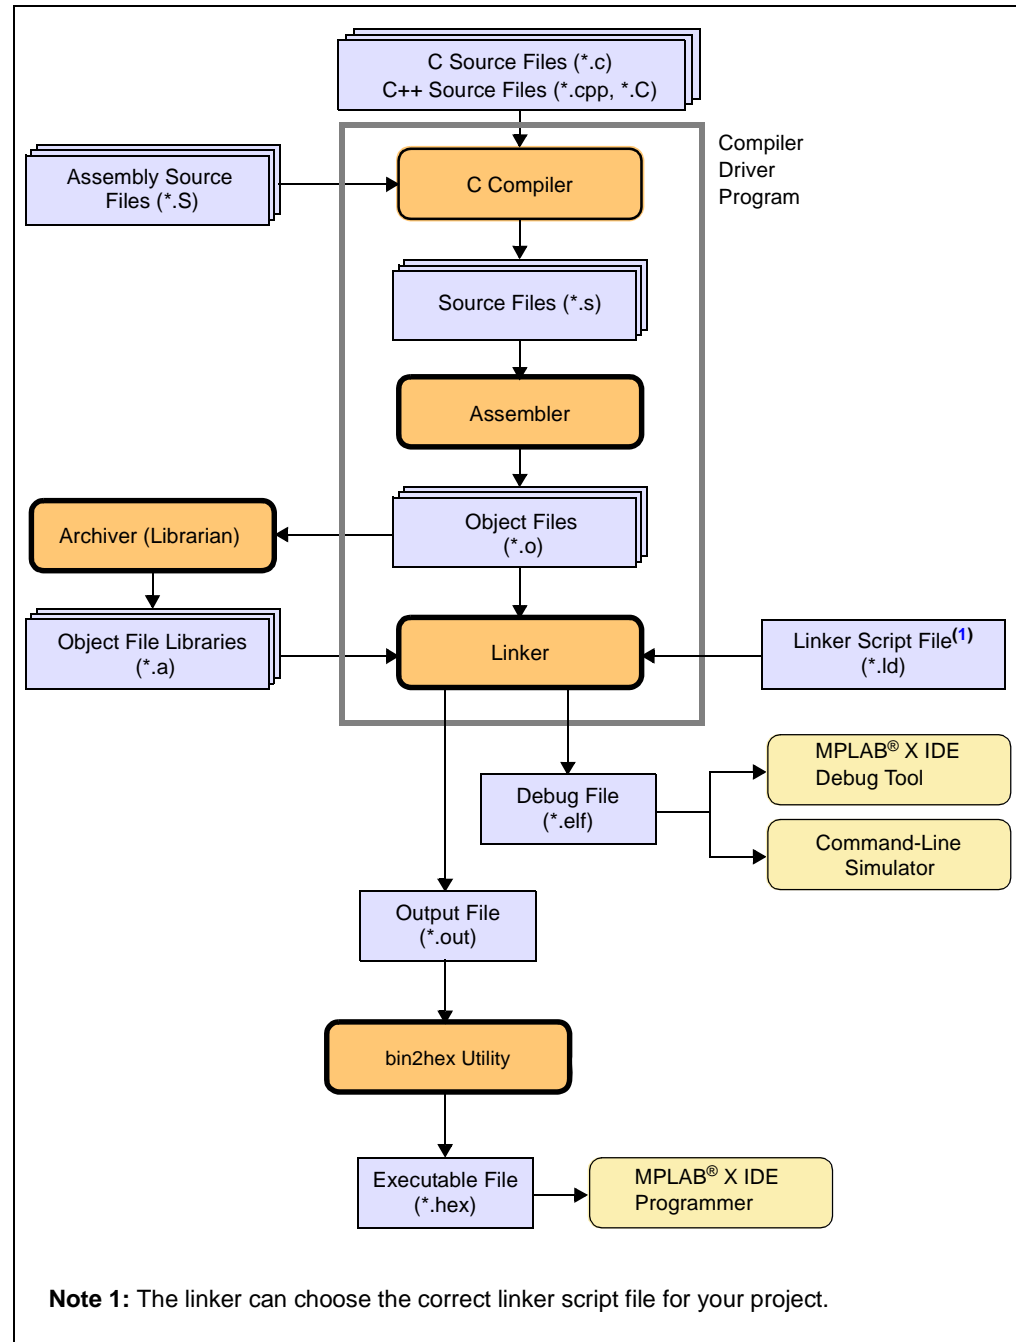 C Source Files (*.c)
C++ Source Files (*.cpp, *.C)
Compiler
Driver
Program
Assembly Source
Files (*.S)
C Compiler
Source Files (*.s)
Assembler
Archiver (Librarian)
Object Files
(*.o)
Object File Libraries
(*.a)
Linker
Linker Script File(1)
(*.ld)
MPLAB® X IDE
Debug Tool
Debug File
(*.elf)
Command-Line
Simulator
Output File
(*.out)
bin2hex Utility
Executable File
(*.hex)
MPLAB® X IDE
Programmer
Note 1: The linker can choose the correct linker script file for your project.